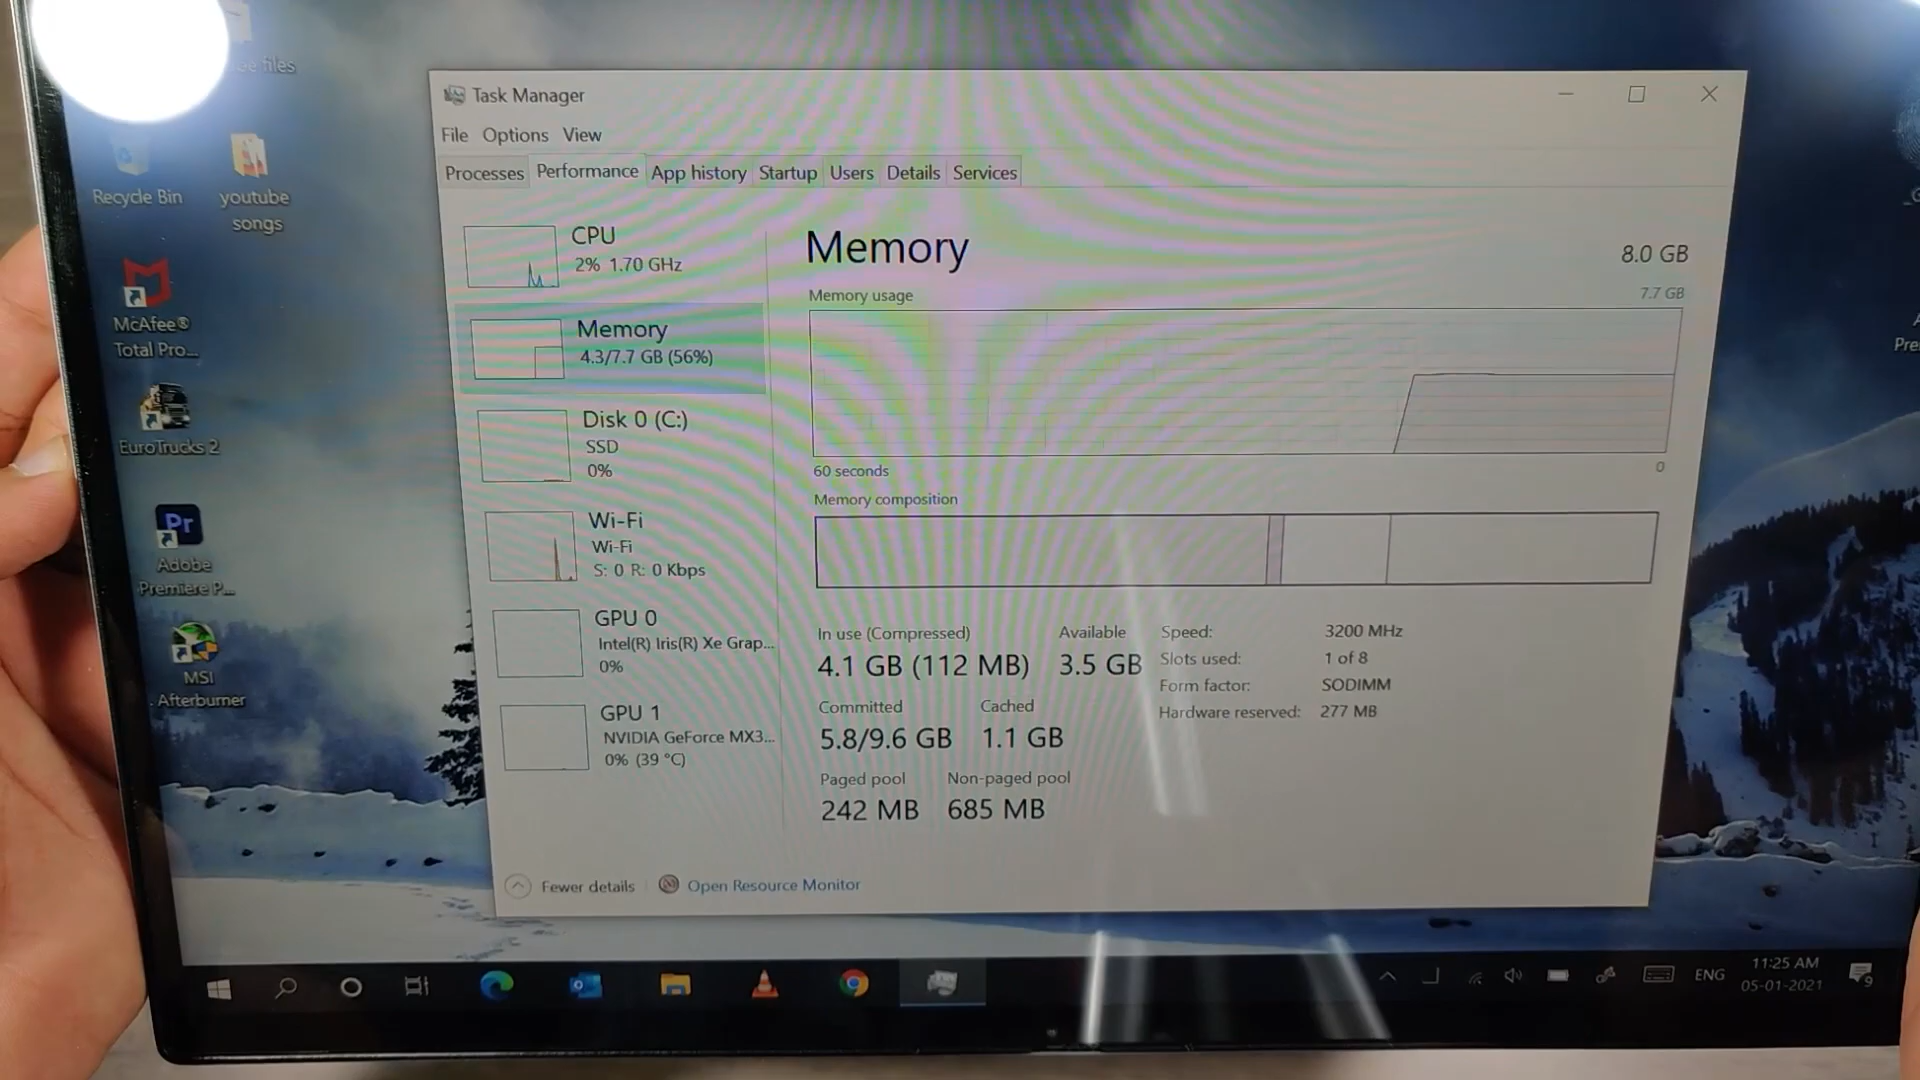 files
Recycle Bin
youtube
songs
McAfee®
Total Pro...
EuroTrucks 2
Pr
Adobe
Premiere P...
MSI
Afterburner
Task Manager
File Options View
Processes Performance App history Startup Users Details Services
CPU
2% 1.70 GHz
Memory
4.3/7.7 GB (56%)
Disk 0 (C:)
SSD
0%
Wi-Fi
Wi-Fi
S: 0 R: 0 Kbps
GPU 0
Intel(R) Iris(R) Xe Grap...
0%
GPU 1
NVIDIA GeForce MX3...
0% (39 °C)
Memory 8.0 GB
Memory usage 7.7 GB
60 seconds 0
Memory composition
In use (Compressed) Available
4.1 GB (112 MB) 3.5 GB
Committed Cached
5.8/9.6 GB 1.1 GB
Paged pool Non-paged pool
242 MB 685 MB
Speed: 3200 MHz
Slots used: 1 of 8
Form factor: SODIMM
Hardware reserved: 277 MB
Fewer details Open Resource Monitor
Pre
ENG
11:25 AM
05-01-2021
9